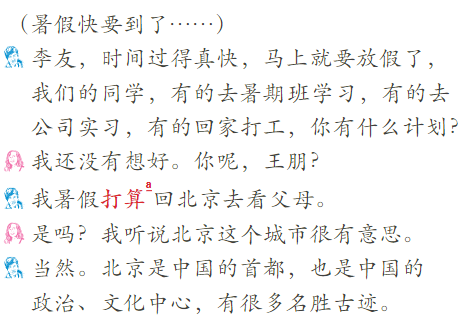 （暑假快要到了……）
李友，时间过得真快，马上就要放假了，
我们的同学，有的去暑期班学习，有的去
公司实习，有的回家打工，你有什么计划？
我还没有想好。你呢，王朋？
我暑假打算a回北京去看父母。
是吗？我听说北京这个城市很有意思。
当然。北京是中国的首都，也是中国的
政治、文化中心，有很多名胜古迹。